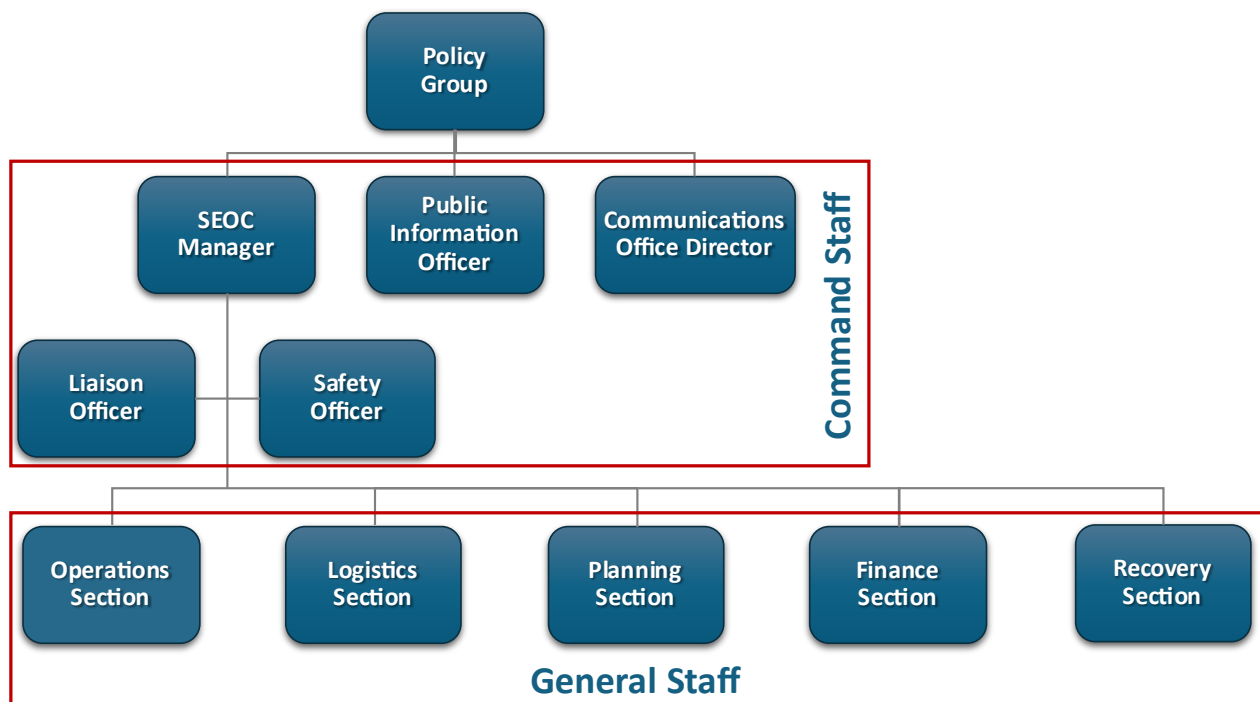 Policy
Group
SEOC
Manager
Public
Information
Officer
Communications
Office Director
Command Staff
Liaison
Officer
Safety
Officer
Operations
Section
Logistics
Section
Planning
Section
Finance
Section
Recovery
Section
General Staff